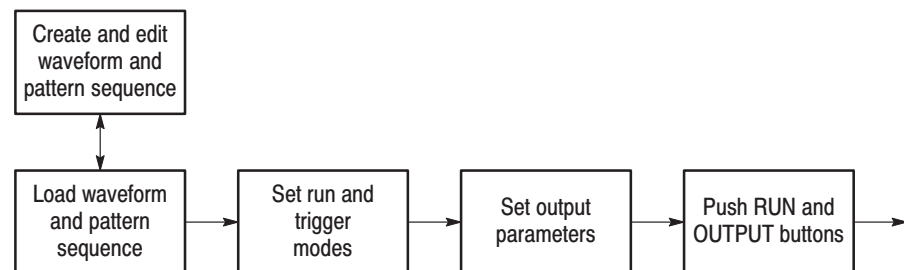 Create and edit
waveform and
pattern sequence
Load waveform
and pattern
sequence
Set run and
trigger
modes
Set output
parameters
Push RUN and
OUTPUT buttons